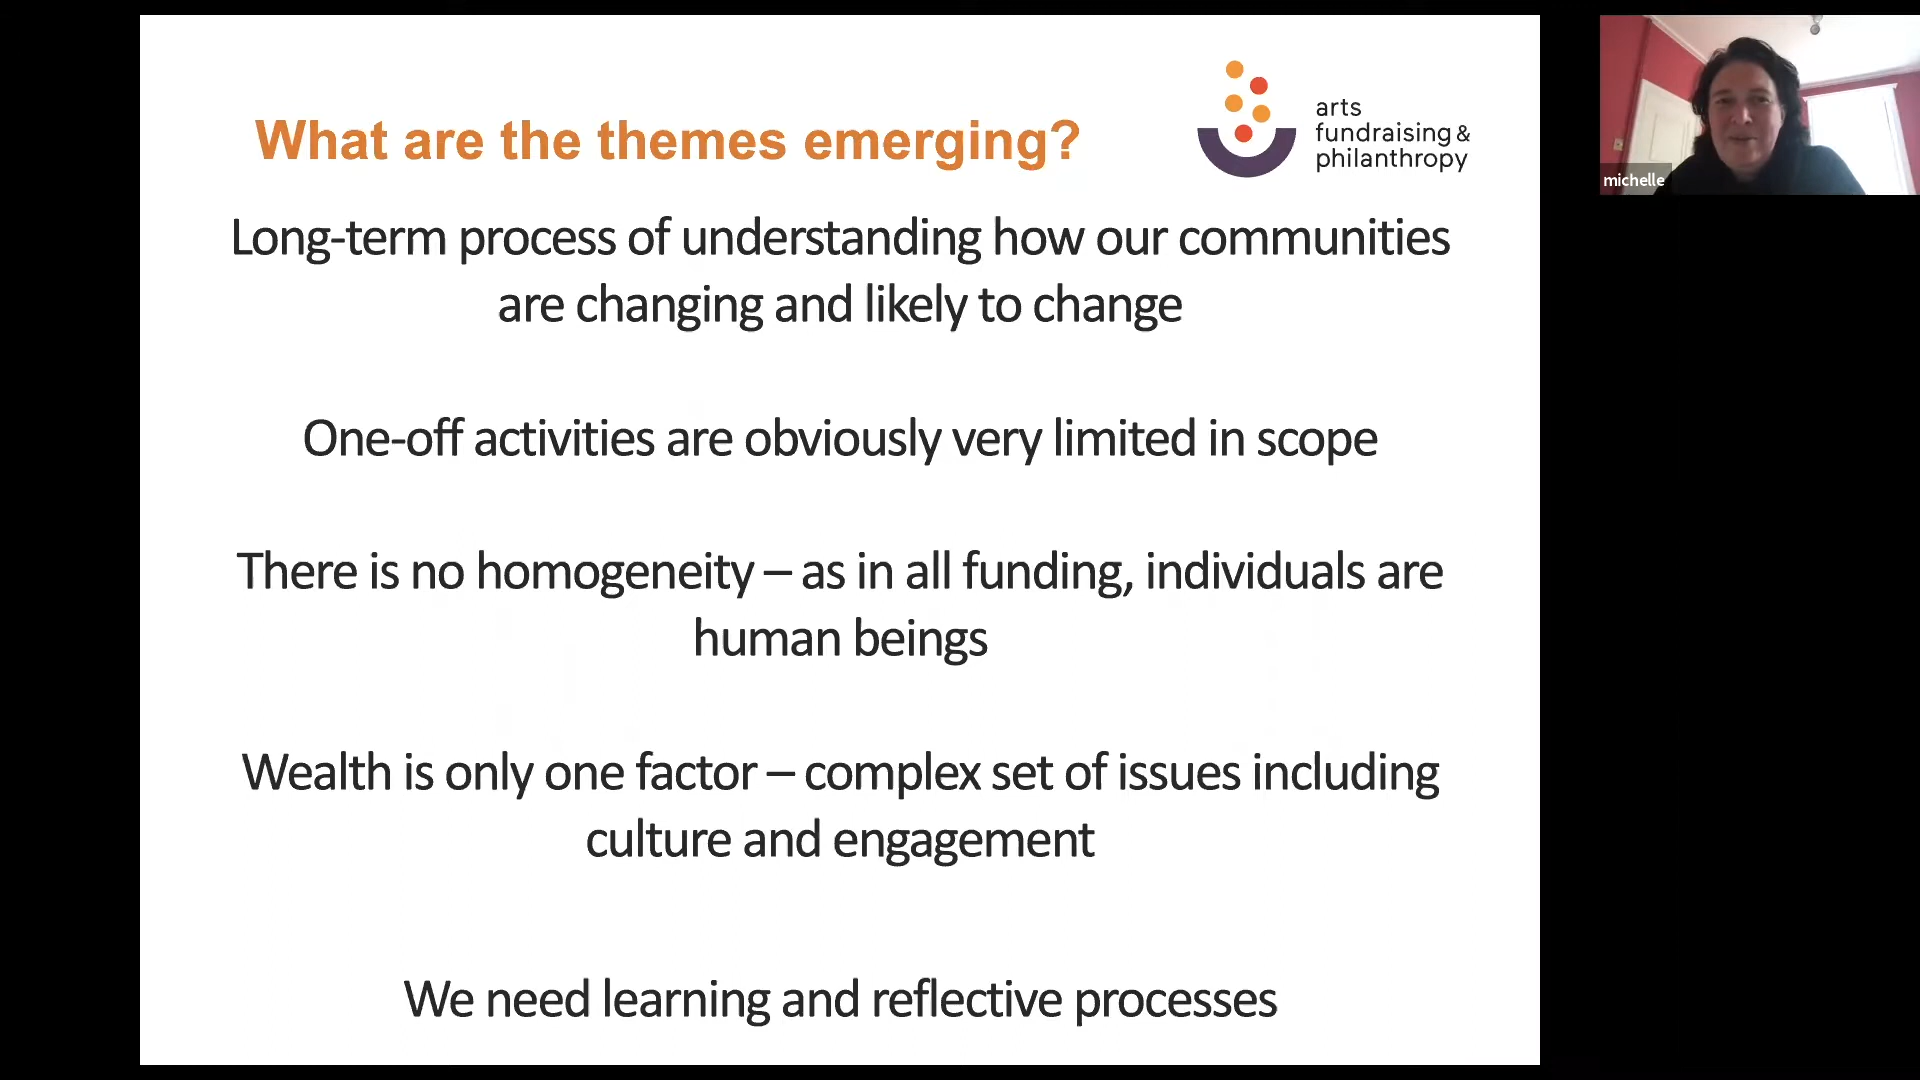 What are the themes emerging?
arts
fundraising &
philanthropy
michelle
Long-term process of understanding how our communities
are changing and likely to change
One-off activities are obviously very limited in scope
There is no homogeneity – as in all funding, individuals are
human beings
Wealth is only one factor – complex set of issues including
culture and engagement
We need learning and reflective processes